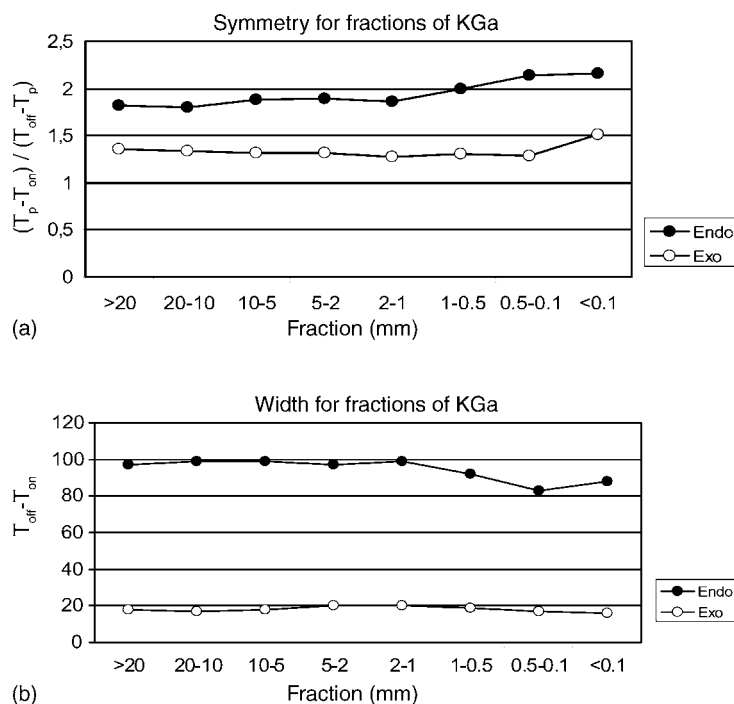 Symmetry for fractions of KGa
2,5
2
1,5
1
0,5
0
(Tp-Ton) / (Toff-Tp)
>20 20-10 10-5 5-2 2-1 1-0.5 0.5-0.1 <0.1
Fraction (mm)
Endo
Exo
(a)
Width for fractions of KGa
120
100
80
60
40
20
0
Toff-Ton
>20 20-10 10-5 5-2 2-1 1-0.5 0.5-0.1 <0.1
Fraction (mm)
Endo
Exo
(b)